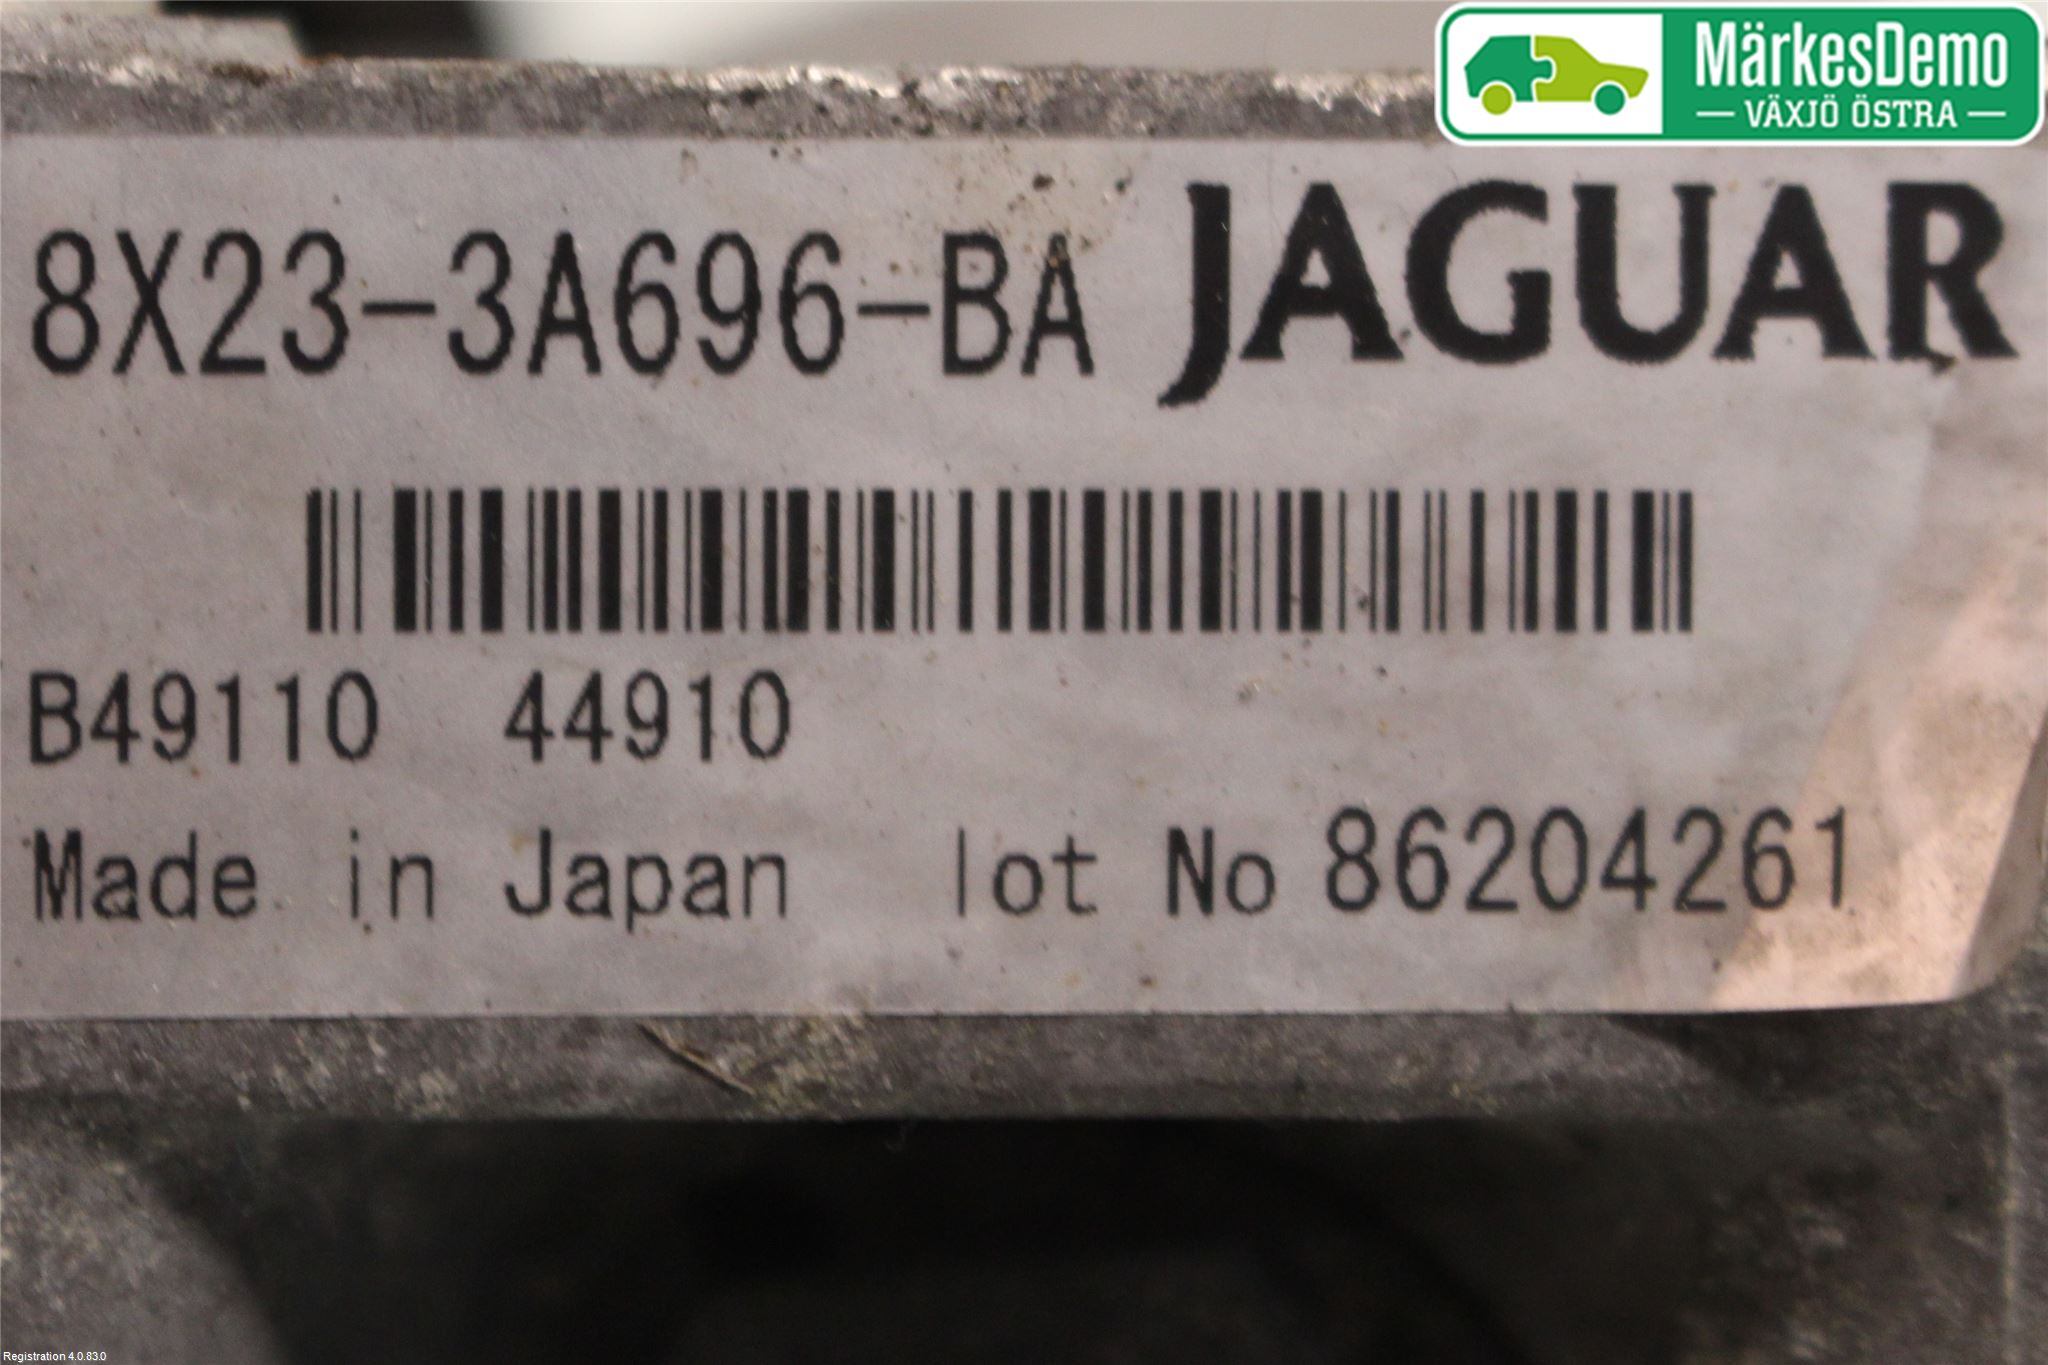 MärkesDemo
— VÄXJÖ ÖSTRA —
8X23-3A696-BA JAGUAR
B49110 44910
Made in Japan lot No 86204261
Registration 4.0.83.0